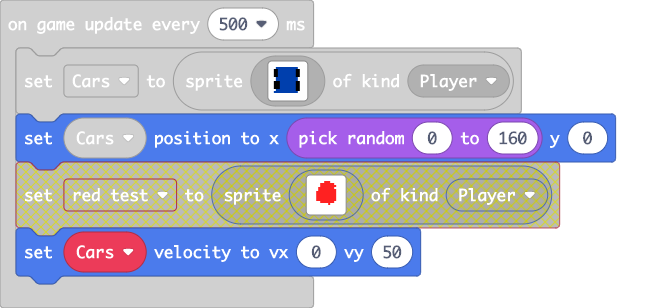 on game update every 500 ms
set Cars to sprite of kind Player
set Cars position to x pick random 0 to 160 y 0
set red test to sprite of kind Player
set Cars velocity to vx 0 vy 50